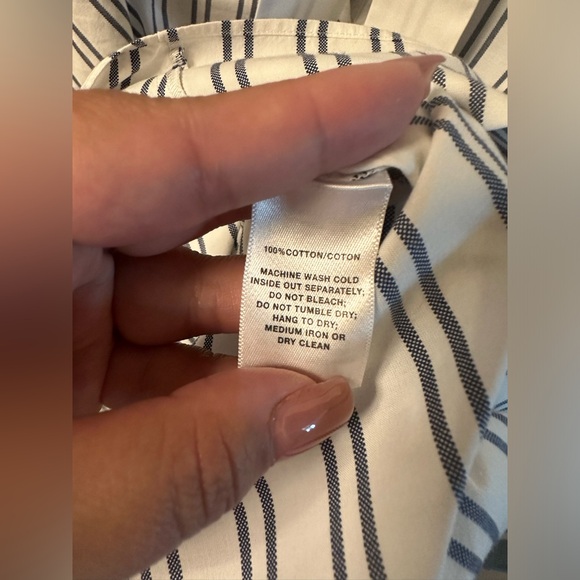 100%COTTON/COTON
MACHINE WASH COLD
INSIDE OUT SEPARATELY;
DO NOT BLEACH;
DO NOT TUMBLE DRY;
HANG TO DRY;
MEDIUM IRON OR
DRY CLEAN